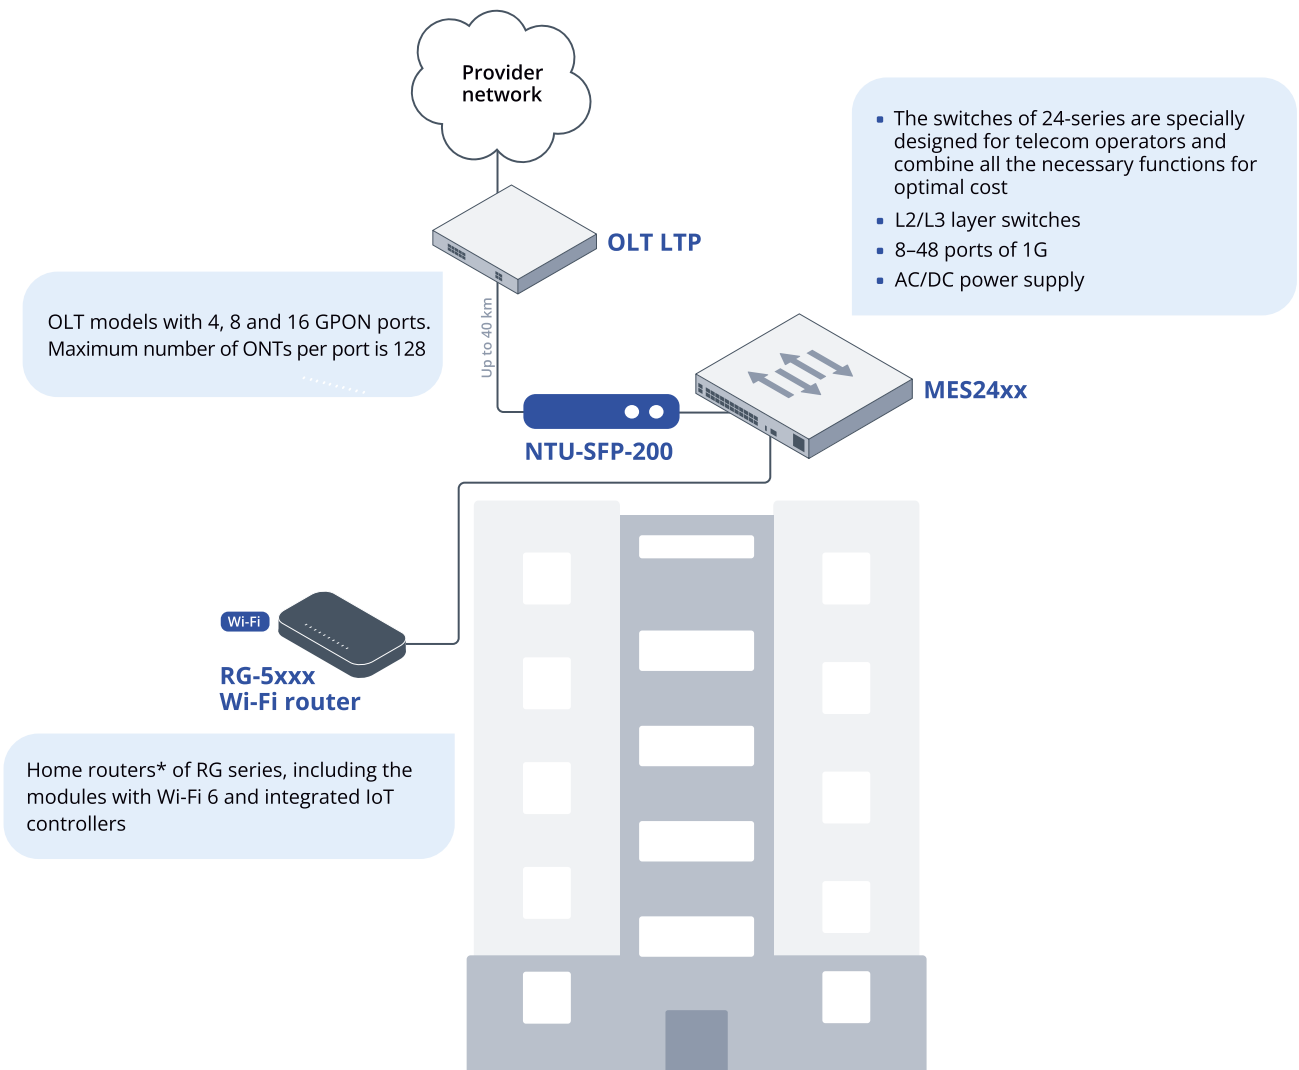 Provider
network
The switches of 24-series are specially
designed for telecom operators and
combine all the necessary functions for
optimal cost
L2/L3 layer switches
8–48 ports of 1G
AC/DC power supply
OLT LTP
OLT models with 4, 8 and 16 GPON ports.
Maximum number of ONTs per port is 128
Up to 40 km
MES24xx
NTU-SFP-200
Wi-Fi
RG-5xxx
Wi-Fi router
Home routers* of RG series, including the
modules with Wi-Fi 6 and integrated IoT
controllers